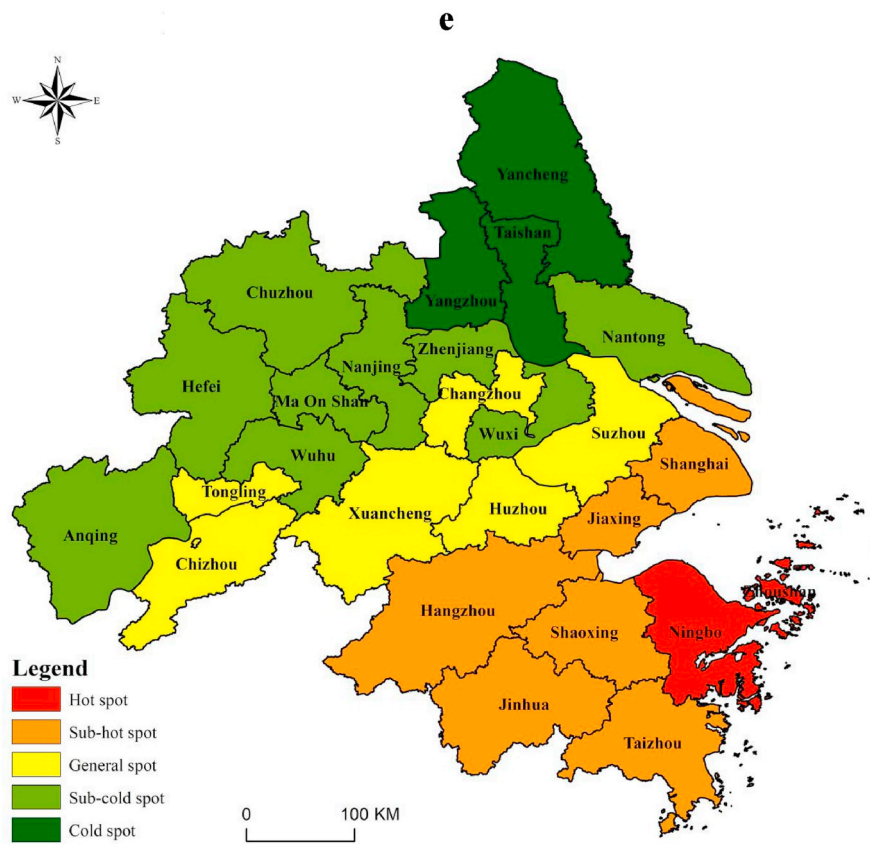 e
N
W E
S
Yancheng
Taishan
Chuzhou
Yangzhou
Nantong
Zhenjiang
Nanjing
Hefei
Changzhou
Ma On Shan
Wuxi
Suzhou
Wuhu
Shanghai
Tongling
Xuancheng
Huzhou
Jiaxing
Anqing
Chizhou
Zhoushan
Hangzhou
Shaoxing
Ningbo
Jinhua
Taizhou
Legend
Hot spot
Sub-hot spot
General spot
Sub-cold spot
Cold spot
0 100 KM